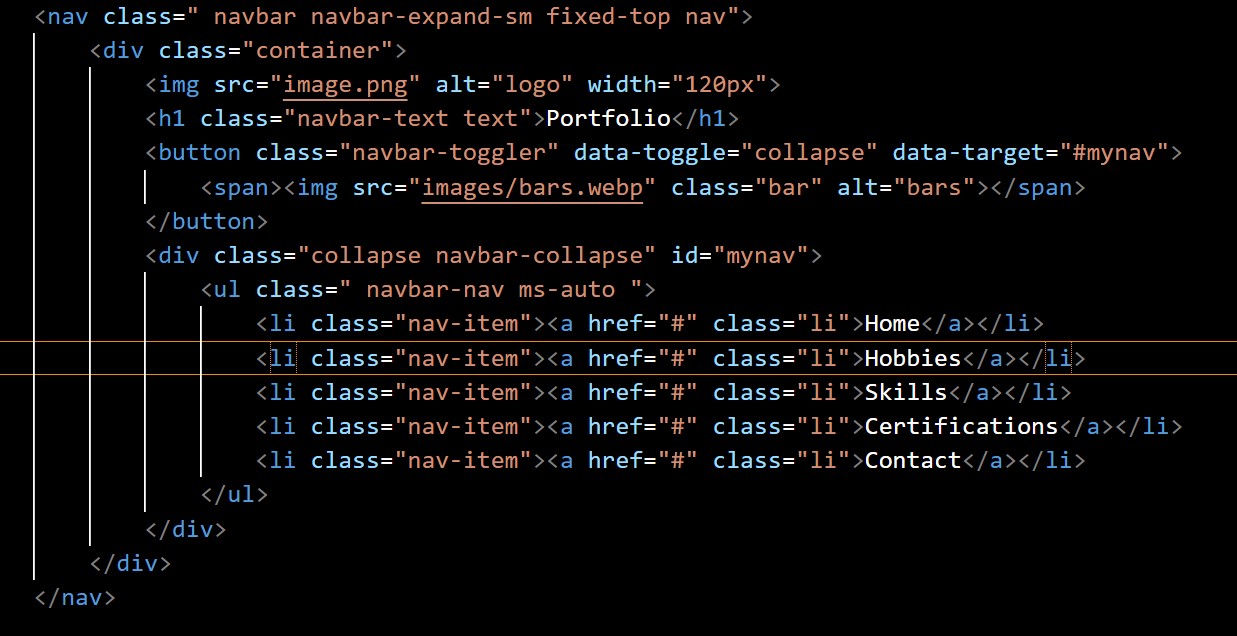 <nav class=" navbar navbar-expand-sm fixed-top nav">
<div class="container">
<img src="image.png" alt="logo" width="120px">
<h1 class="navbar-text text">Portfolio</h1>
<button class="navbar-toggler" data-toggle="collapse" data-target="#mynav">
<span><img src="images/bars.webp" class="bar" alt="bars"></span>
</button>
<div class="collapse navbar-collapse" id="mynav">
<ul class=" navbar-nav ms-auto ">
<li class="nav-item"><a href="#" class="li">Home</a></li>
<li class="nav-item"><a href="#" class="li">Hobbies</a></li>
<li class="nav-item"><a href="#" class="li">Skills</a></li>
<li class="nav-item"><a href="#" class="li">Certifications</a></li>
<li class="nav-item"><a href="#" class="li">Contact</a></li>
</ul>
</div>
</div>
</nav>